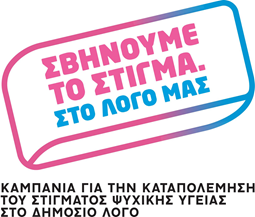 ΣΒΗΝΟΥΜΕ
ΤΟ ΣΤΙΓΜΑ.
ΣΤΟ ΛΟΓΟ ΜΑΣ
ΚΑΜΠΑΝΙΑ ΓΙΑ ΤΗΝ ΚΑΤΑΠΟΛΕΜΗΣΗ
ΤΟΥ ΣΤΙΓΜΑΤΟΣ ΨΥΧΙΚΗΣ ΥΓΕΙΑΣ
ΣΤΟ ΔΗΜΟΣΙΟ ΛΟΓΟ